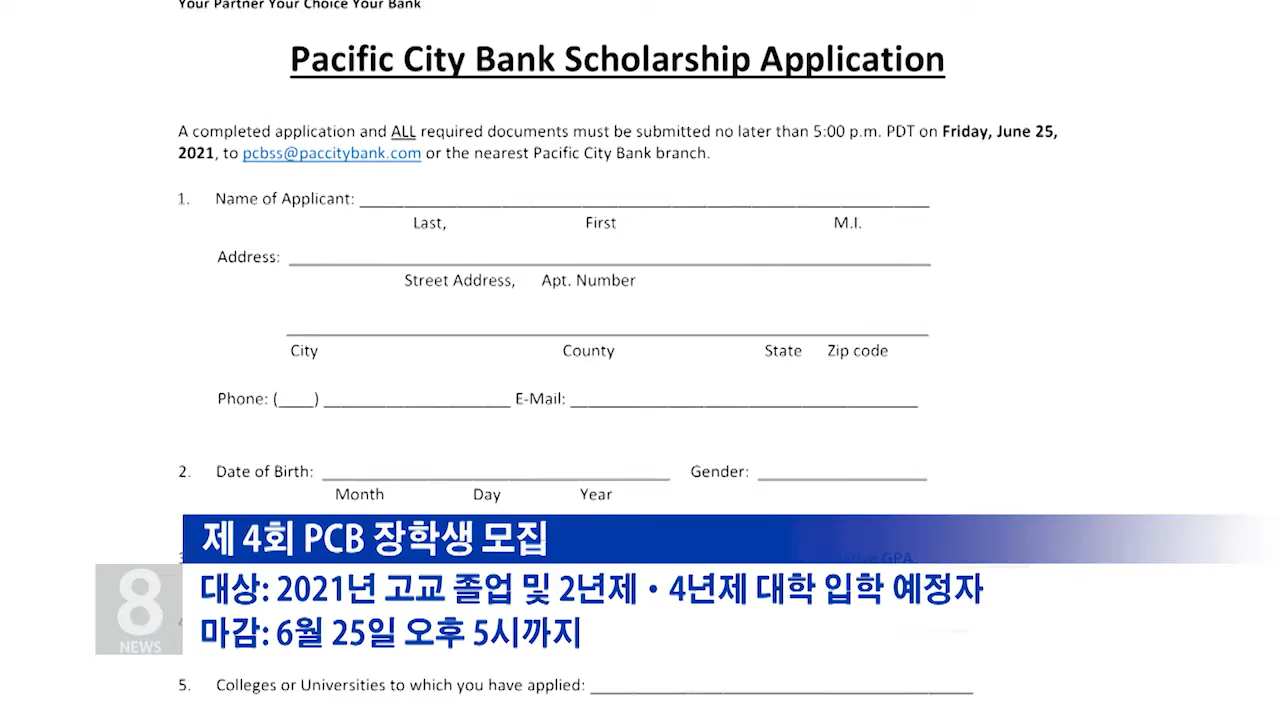 Your Partner Your Choice Your Bank
Pacific City Bank Scholarship Application
A completed application and ALL required documents must be submitted no later than 5:00 p.m. PDT on Friday, June 25,
2021, to pcbss@paccitybank.com or the nearest Pacific City Bank branch.
1. Name of Applicant:
Last, First M.I.
Address:
Street Address, Apt. Number
City County State Zip code
Phone: (____) E-Mail:
2. Date of Birth: Gender:
Month Day Year
제 4회 PCB 장학생 모집
대상: 2021년 고교 졸업 및 2년제・4년제 대학 입학 예정자
마감: 6월 25일 오후 5시까지
8
NEWS
5. Colleges or Universities to which you have applied: